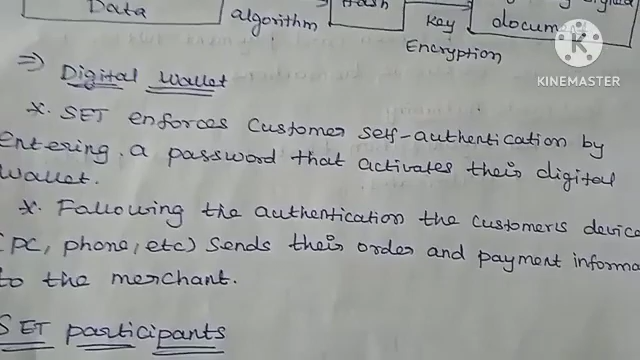 Data
algorithm
Hash
Key
Encryption
docum
KINEMASTER
⇒ Digital wallet
*. SET enforces Customer self-authentication by
entering a password that activates their digital
wallet.
*. Fallowing the authentication the customer's device
(PC, phone, etc) sends their order and payment informa
to the merchant.
SET participants